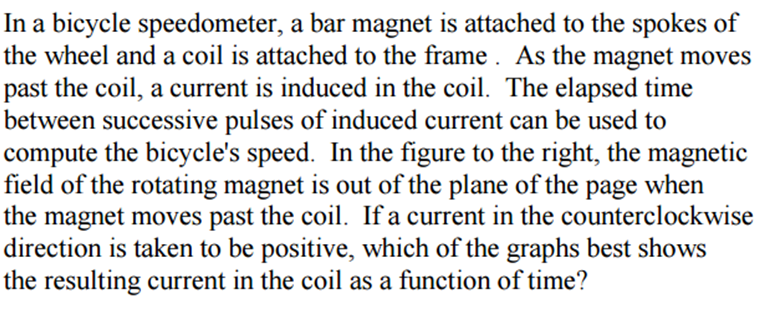 In a bicycle speedometer, a bar magnet is attached to the spokes of
the wheel and a coil is attached to the frame .  As the magnet moves
past the coil, a current is induced in the coil.  The elapsed time
between successive pulses of induced current can be used to
compute the bicycle's speed.  In the figure to the right, the magnetic
field of the rotating magnet is out of the plane of the page when
the magnet moves past the coil.  If a current in the counterclockwise
direction is taken to be positive, which of the graphs best shows
the resulting current in the coil as a function of time?